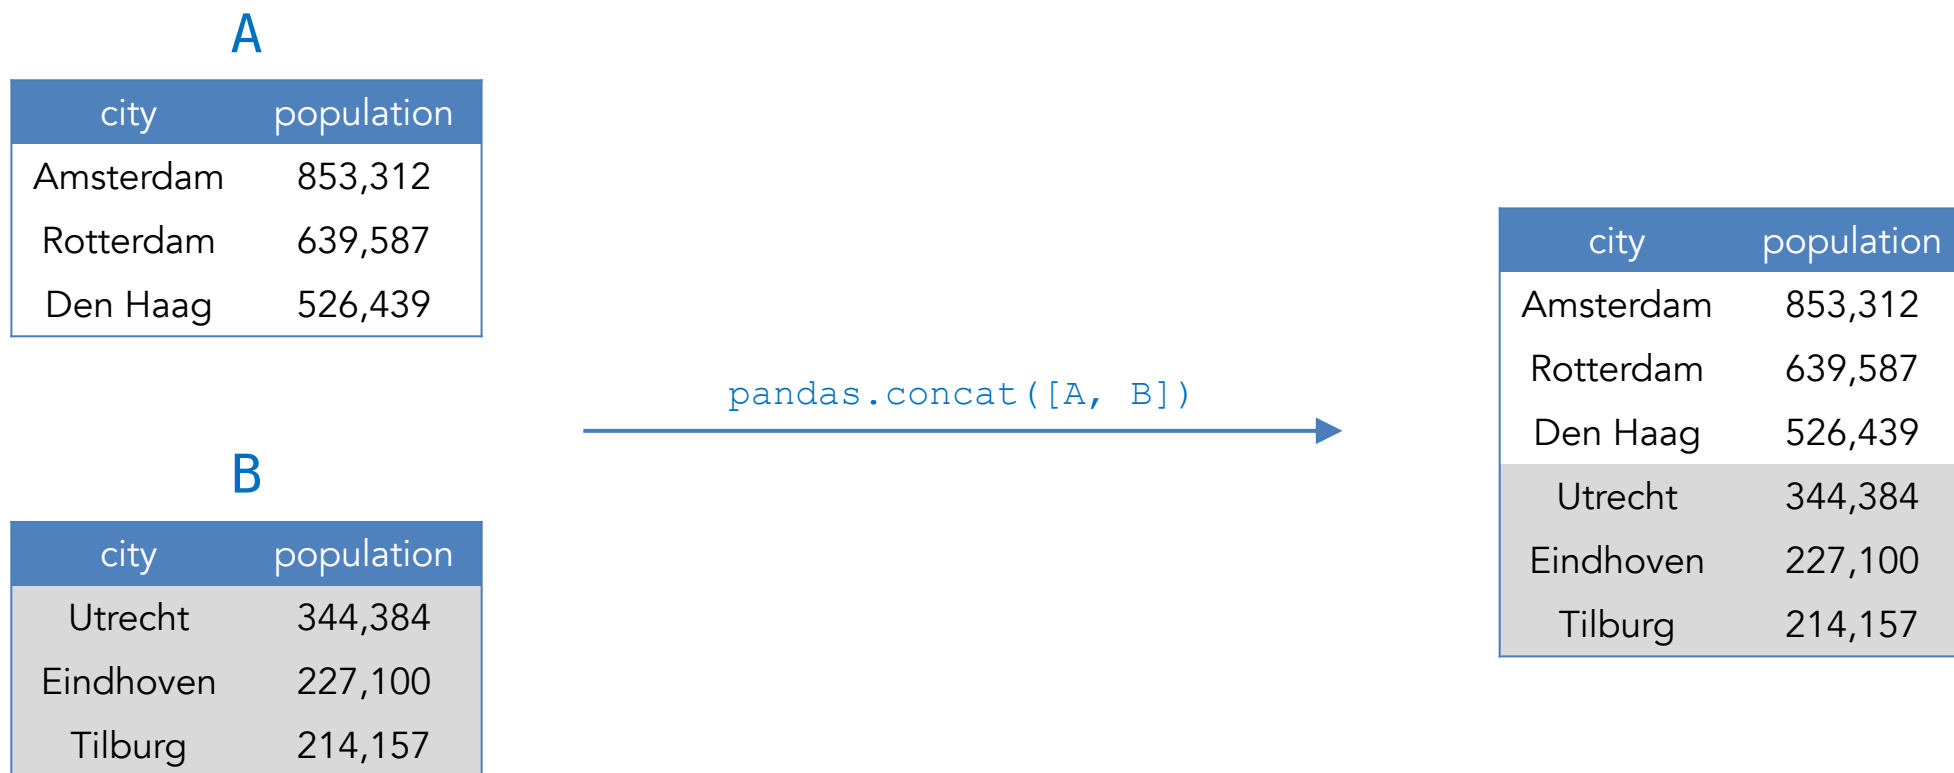 A
city population
Amsterdam 853,312
Rotterdam 639,587
Den Haag 526,439
B
city population
Utrecht 344,384
Eindhoven 227,100
Tilburg 214,157
pandas.concat([A, B])
city population
Amsterdam 853,312
Rotterdam 639,587
Den Haag 526,439
Utrecht 344,384
Eindhoven 227,100
Tilburg 214,157